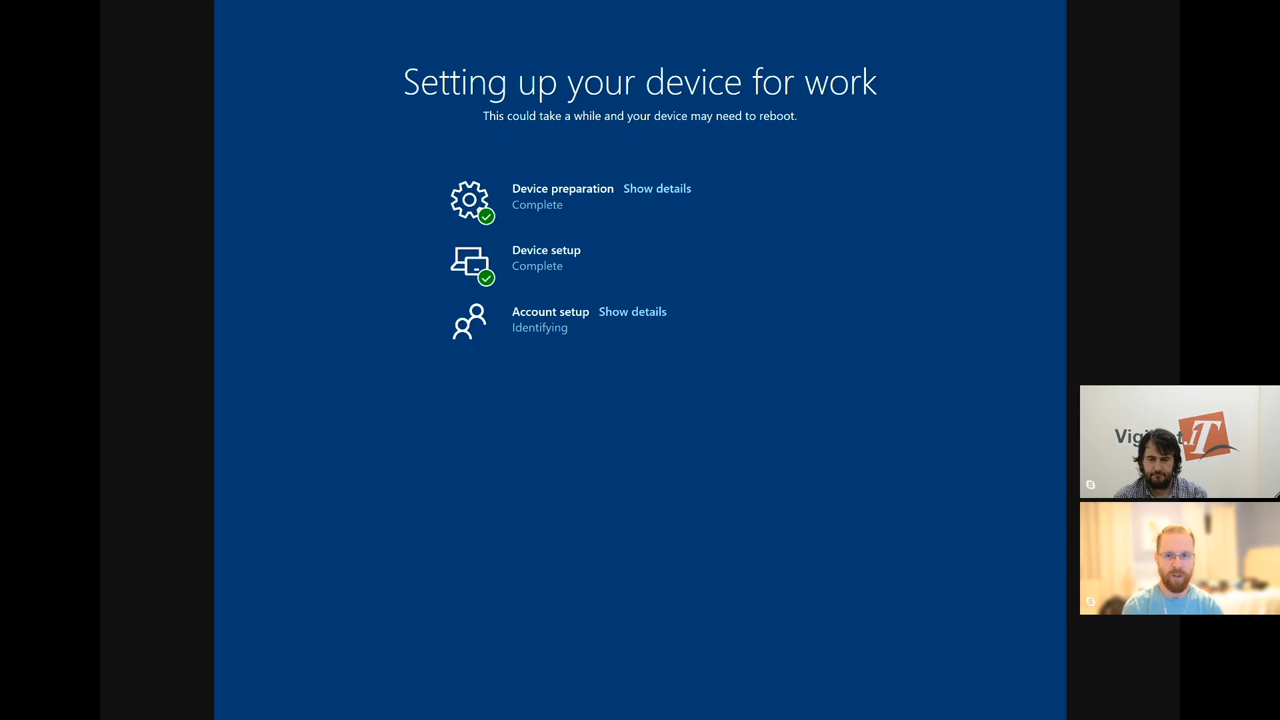 Setting up your device for work
This could take a while and your device may need to reboot.
Device preparation Show details
Complete
Device setup
Complete
Account setup Show details
Identifying
iT